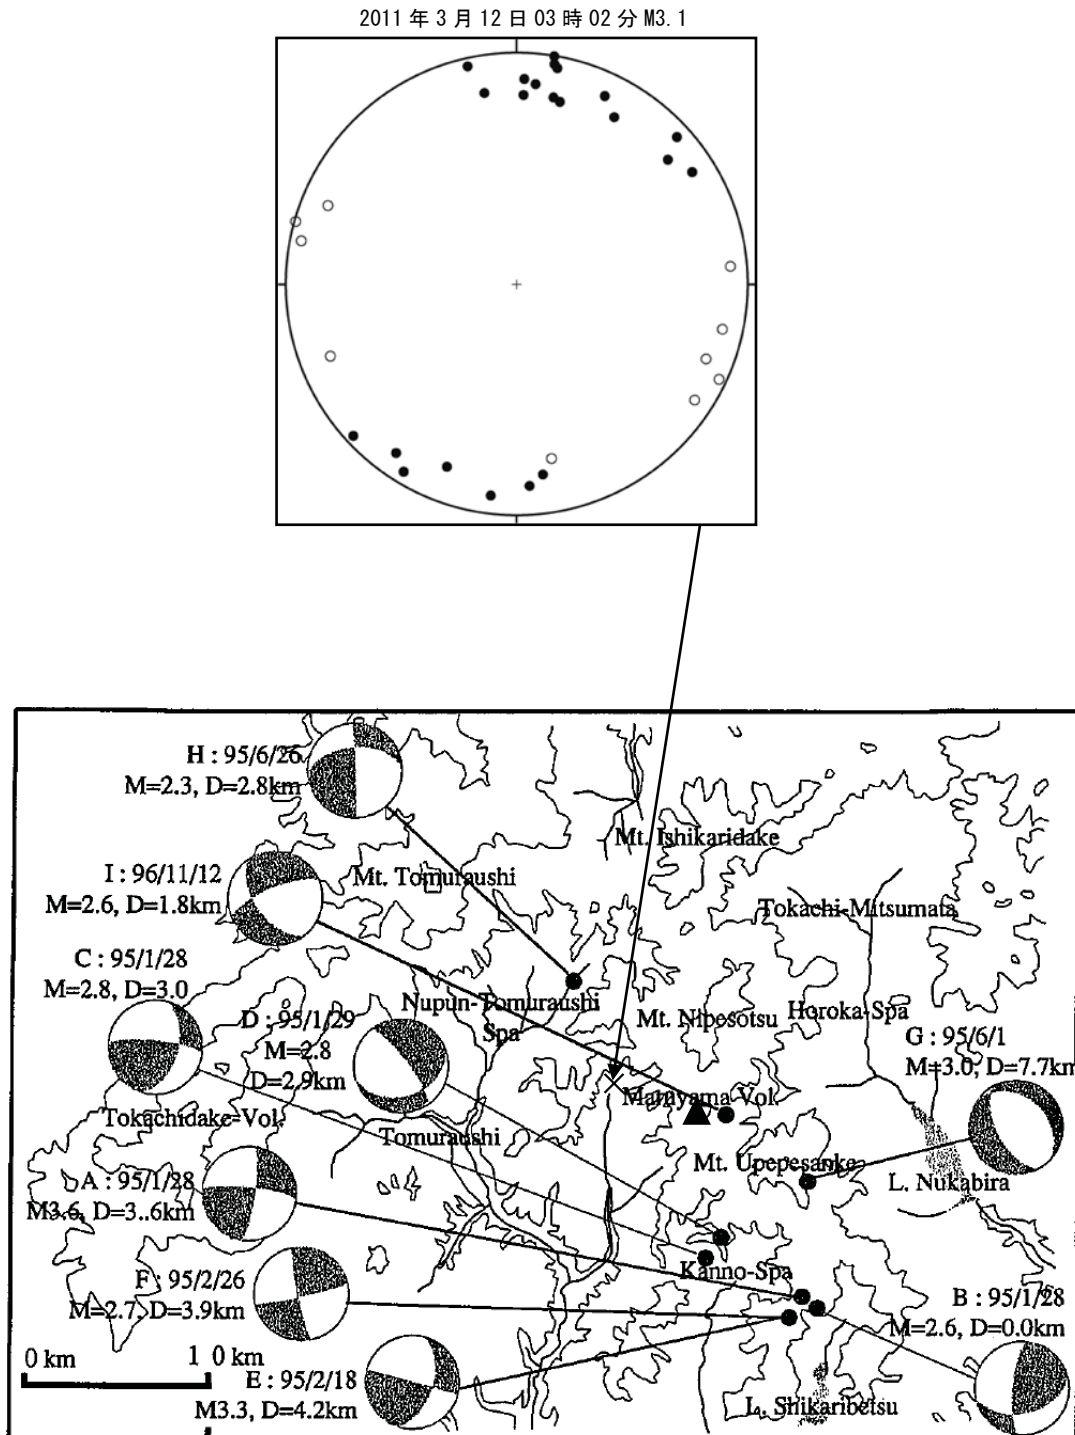 2011年3月12日03時02分M3.1
H : 95/6/26
M=2.3, D=2.8km
Mt. Ishikaridake
I : 96/11/12
M=2.6, D=1.8km
Mt. Tomuraushi
Tokachi-Mitsumata
C : 95/1/28
M=2.8, D=3.0
Nupun-Tomuraushi
Spa
Mt. Nipesotsu
Horoka-Spa
D : 95/1/29
M=2.8
D=2.9km
G : 95/6/1
M=3.0, D=7.7km
Maruyama-Vol.
Tokachidake-Vol.
Tomuraushi
Mt. Upepesanke
L. Nukabira
A : 95/1/28
M3.6, D=3..6km
Kanno-Spa
F : 95/2/26
M=2.7, D=3.9km
B : 95/1/28
M=2.6, D=0.0km
0 km
1 0 km
E : 95/2/18
M3.3, D=4.2km
L. Shikaribetsu